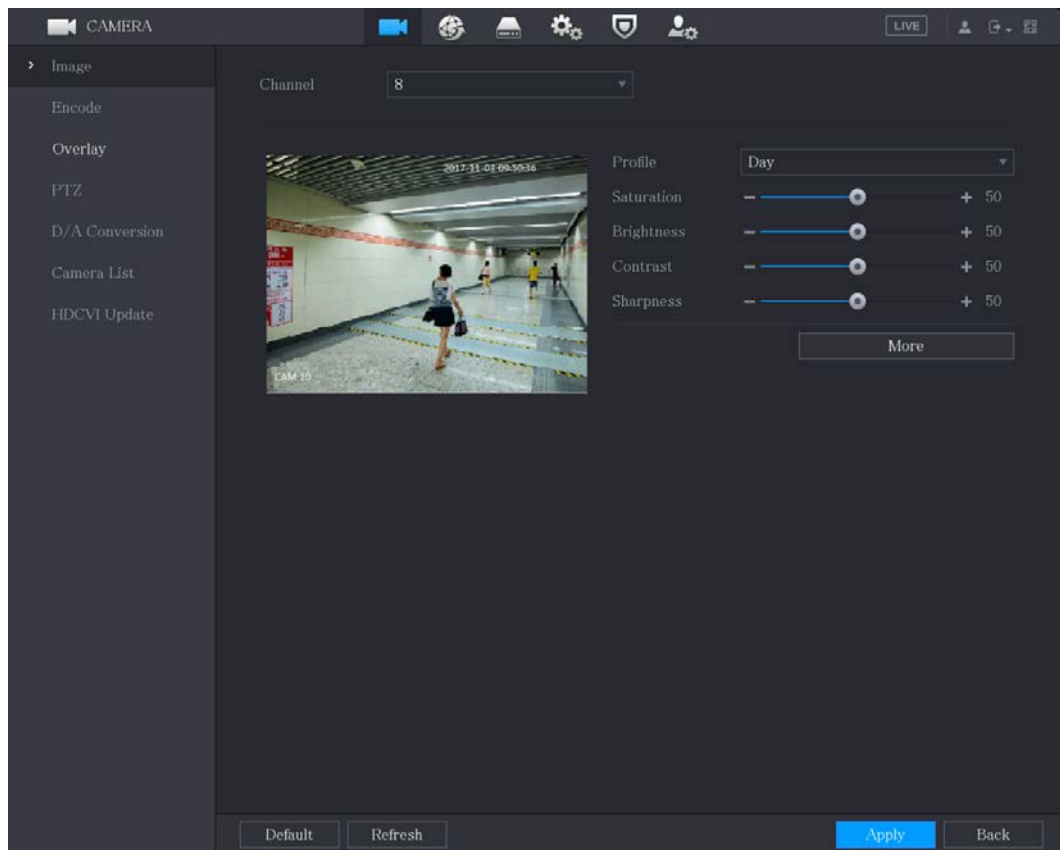 CAMERA
LIVE
Image
Encode
Overlay
PTZ
D/A Conversion
Camera List
HDCVI Update
Channel
8
2017-11-03 09:50:36
CAM 10
Profile
Day
Saturation
50
Brightness
50
Contrast
50
Sharpness
50
More
Default
Refresh
Apply
Back